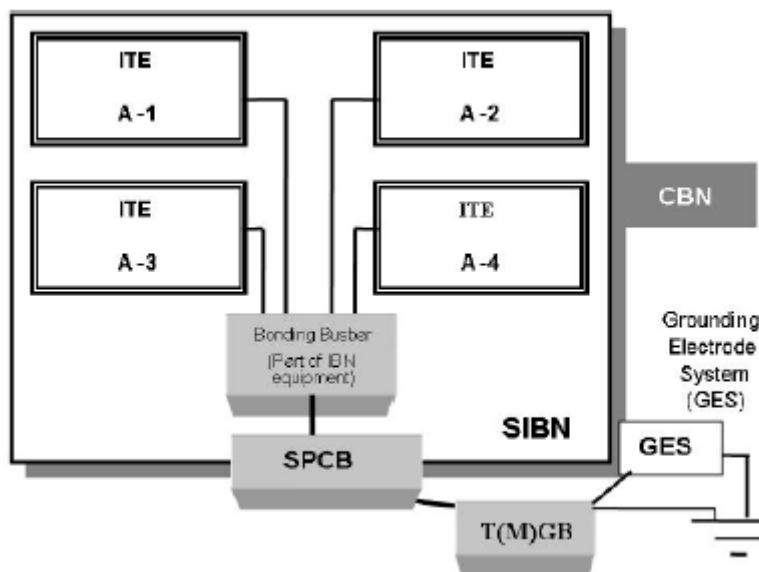 ITE
A-1
ITE
A-2
ITE
A-3
ITE
A-4
CBN
Bonding Busbar
(Part of IBN
equipment)
Grounding
Electrode
System
(GES)
SIBN
GES
SPCB
T(M)GB